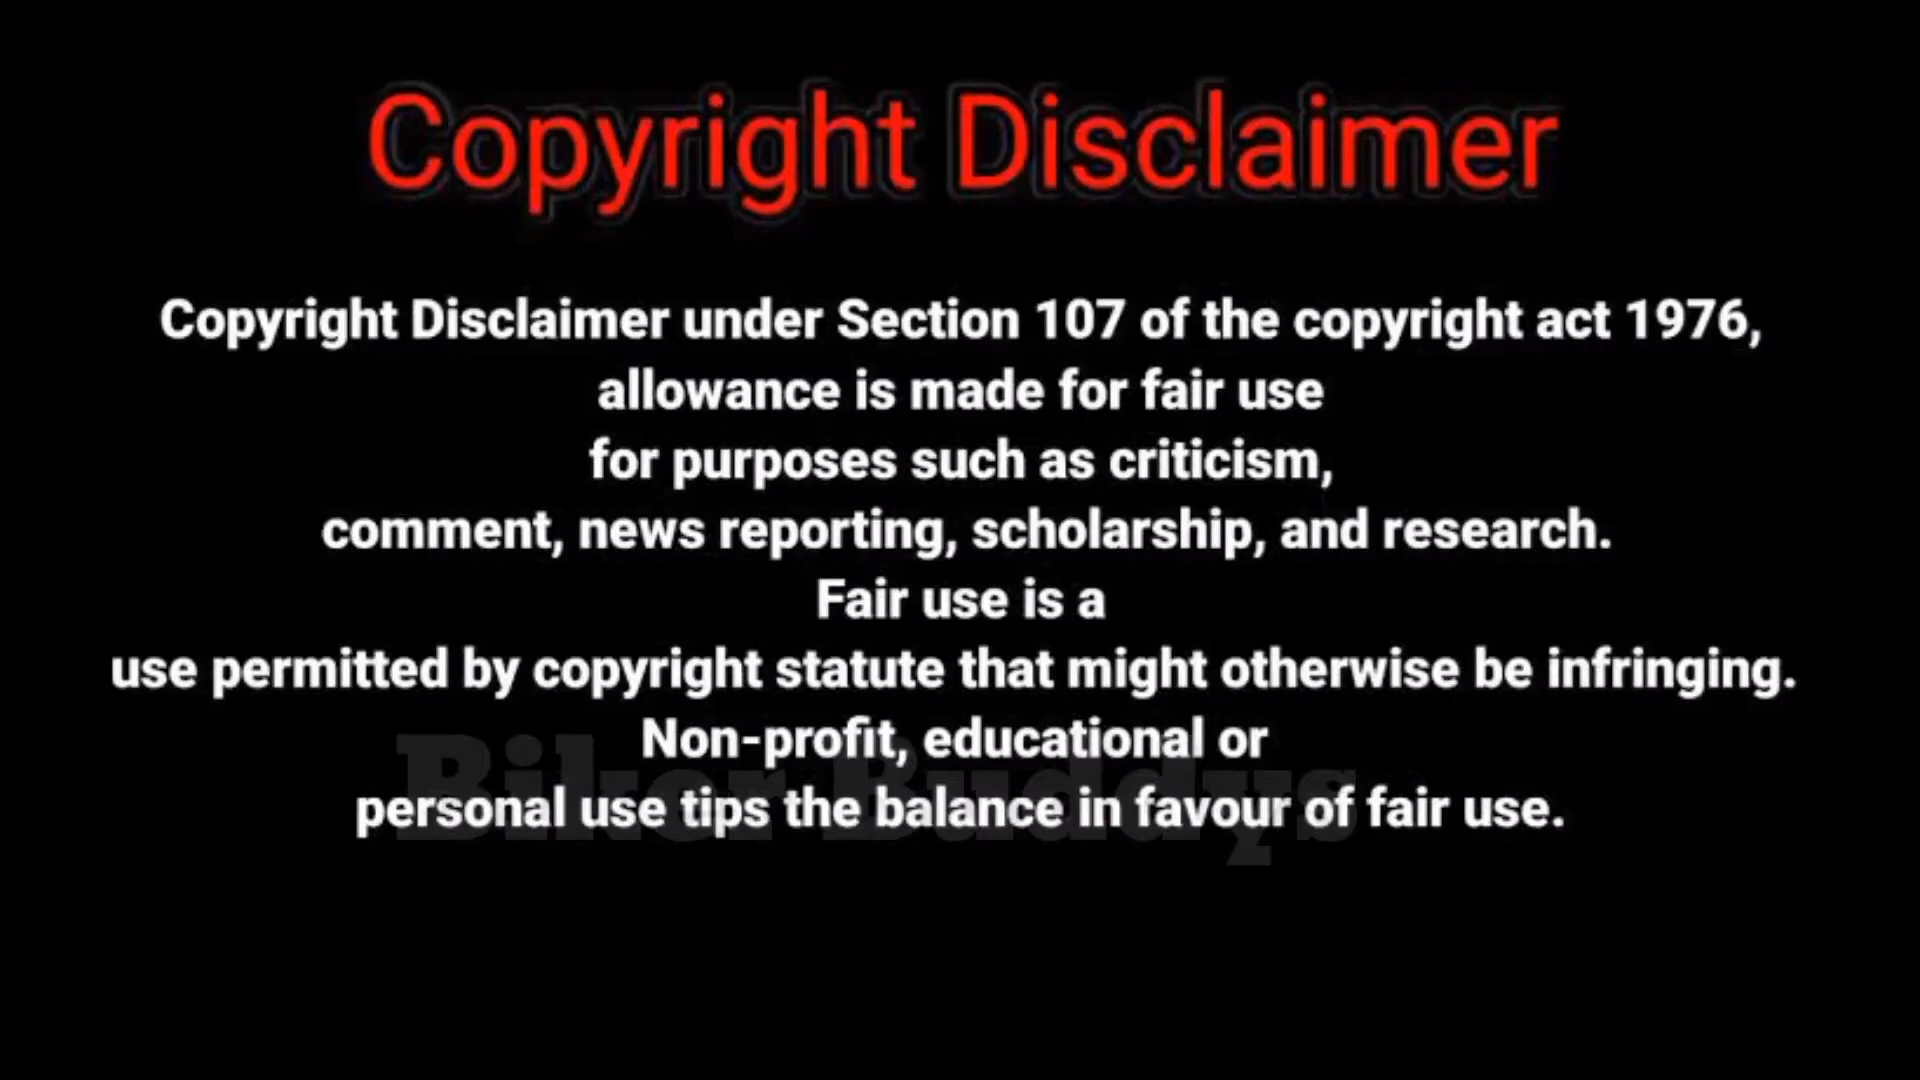 Copyright Disclaimer
Copyright Disclaimer under Section 107 of the copyright act 1976,
allowance is made for fair use
for purposes such as criticism,
comment, news reporting, scholarship, and research.
Fair use is a
use permitted by copyright statute that might otherwise be infringing.
Non-profit, educational or
personal use tips the balance in favour of fair use.
Biker Buddys